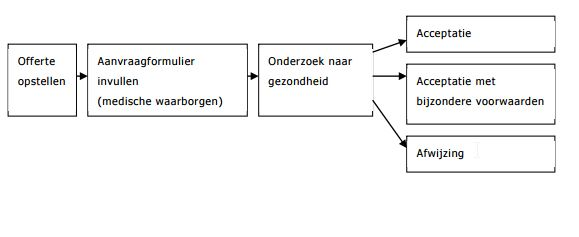 Offerte
opstellen
Aanvraagformulier
invullen
(medische waarborgen)
Onderzoek naar
gezondheid
Acceptatie
Acceptatie met
bijzondere voorwaarden
Afwijzing